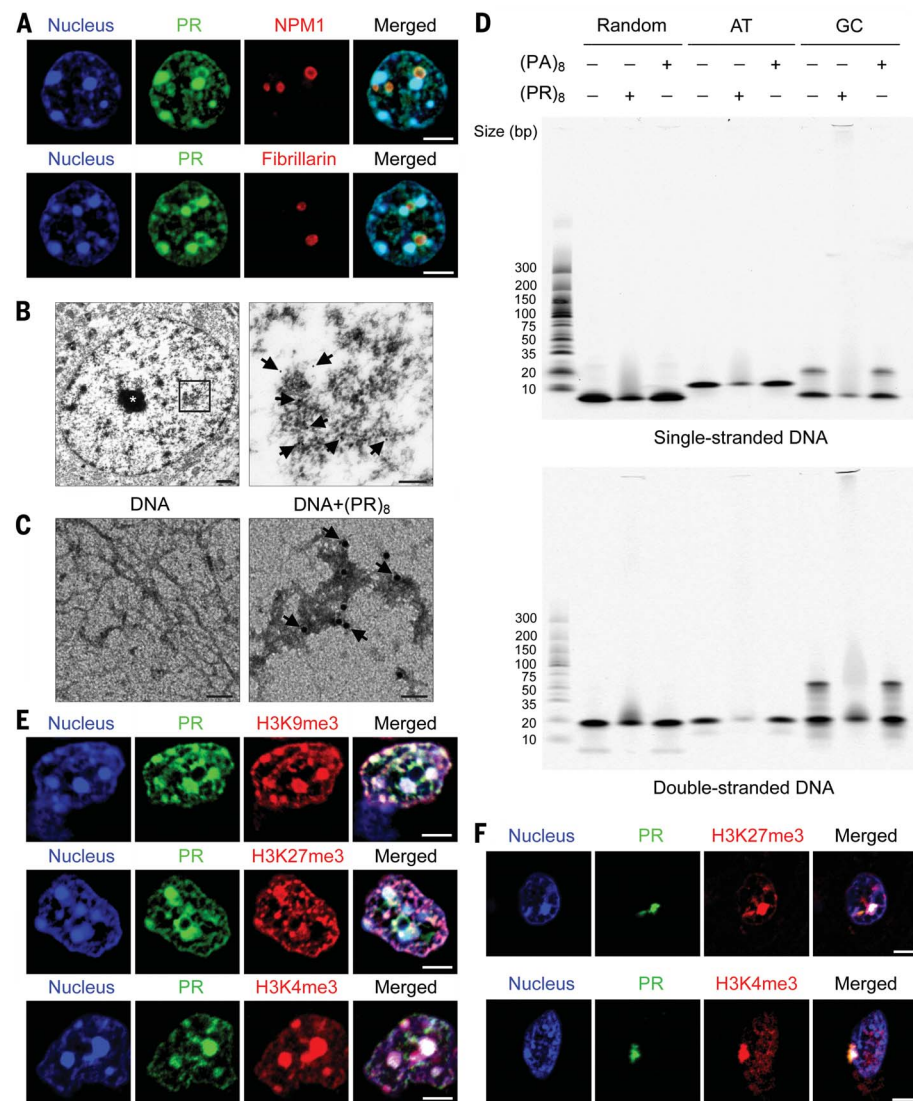 A
Nucleus PR NPM1 Merged
Nucleus PR Fibrillarin Merged
B
*
C
DNA DNA+(PR)₈
D
Random AT GC
(PA)₈ – – + – – + – – +
(PR)₈ – + – – + – – + –
Size (bp)
300
200
150
100
75
50
35
20
10
Single-stranded DNA
300
200
150
100
75
50
35
20
10
Double-stranded DNA
E
Nucleus PR H3K9me3 Merged
Nucleus PR H3K27me3 Merged
Nucleus PR H3K4me3 Merged
F
Nucleus PR H3K27me3 Merged
Nucleus PR H3K4me3 Merged